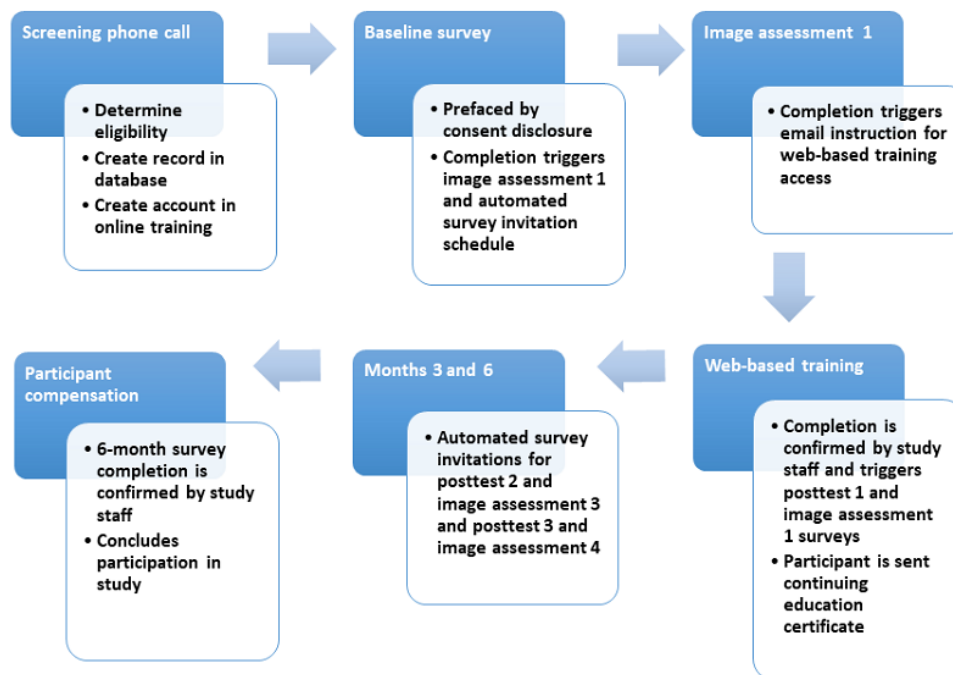 Screening phone call
• Determine
eligibility
• Create record in
database
• Create account in
online training
Baseline survey
• Prefaced by
consent disclosure
• Completion triggers
image assessment 1
and automated
survey invitation
schedule
Image assessment 1
• Completion triggers
email instruction for
web-based training
access
Web-based training
• Completion is
confirmed by study
staff and triggers
posttest 1 and
image assessment
1 surveys
• Participant is sent
continuing
education
certificate
Months 3 and 6
• Automated survey
invitations for
posttest 2 and
image assessment 3
and posttest 3 and
image assessment 4
Participant
compensation
• 6-month survey
completion is
confirmed by study
staff
• Concludes
participation in
study